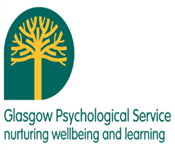 Glasgow Psychological Service
nurturing wellbeing and learning